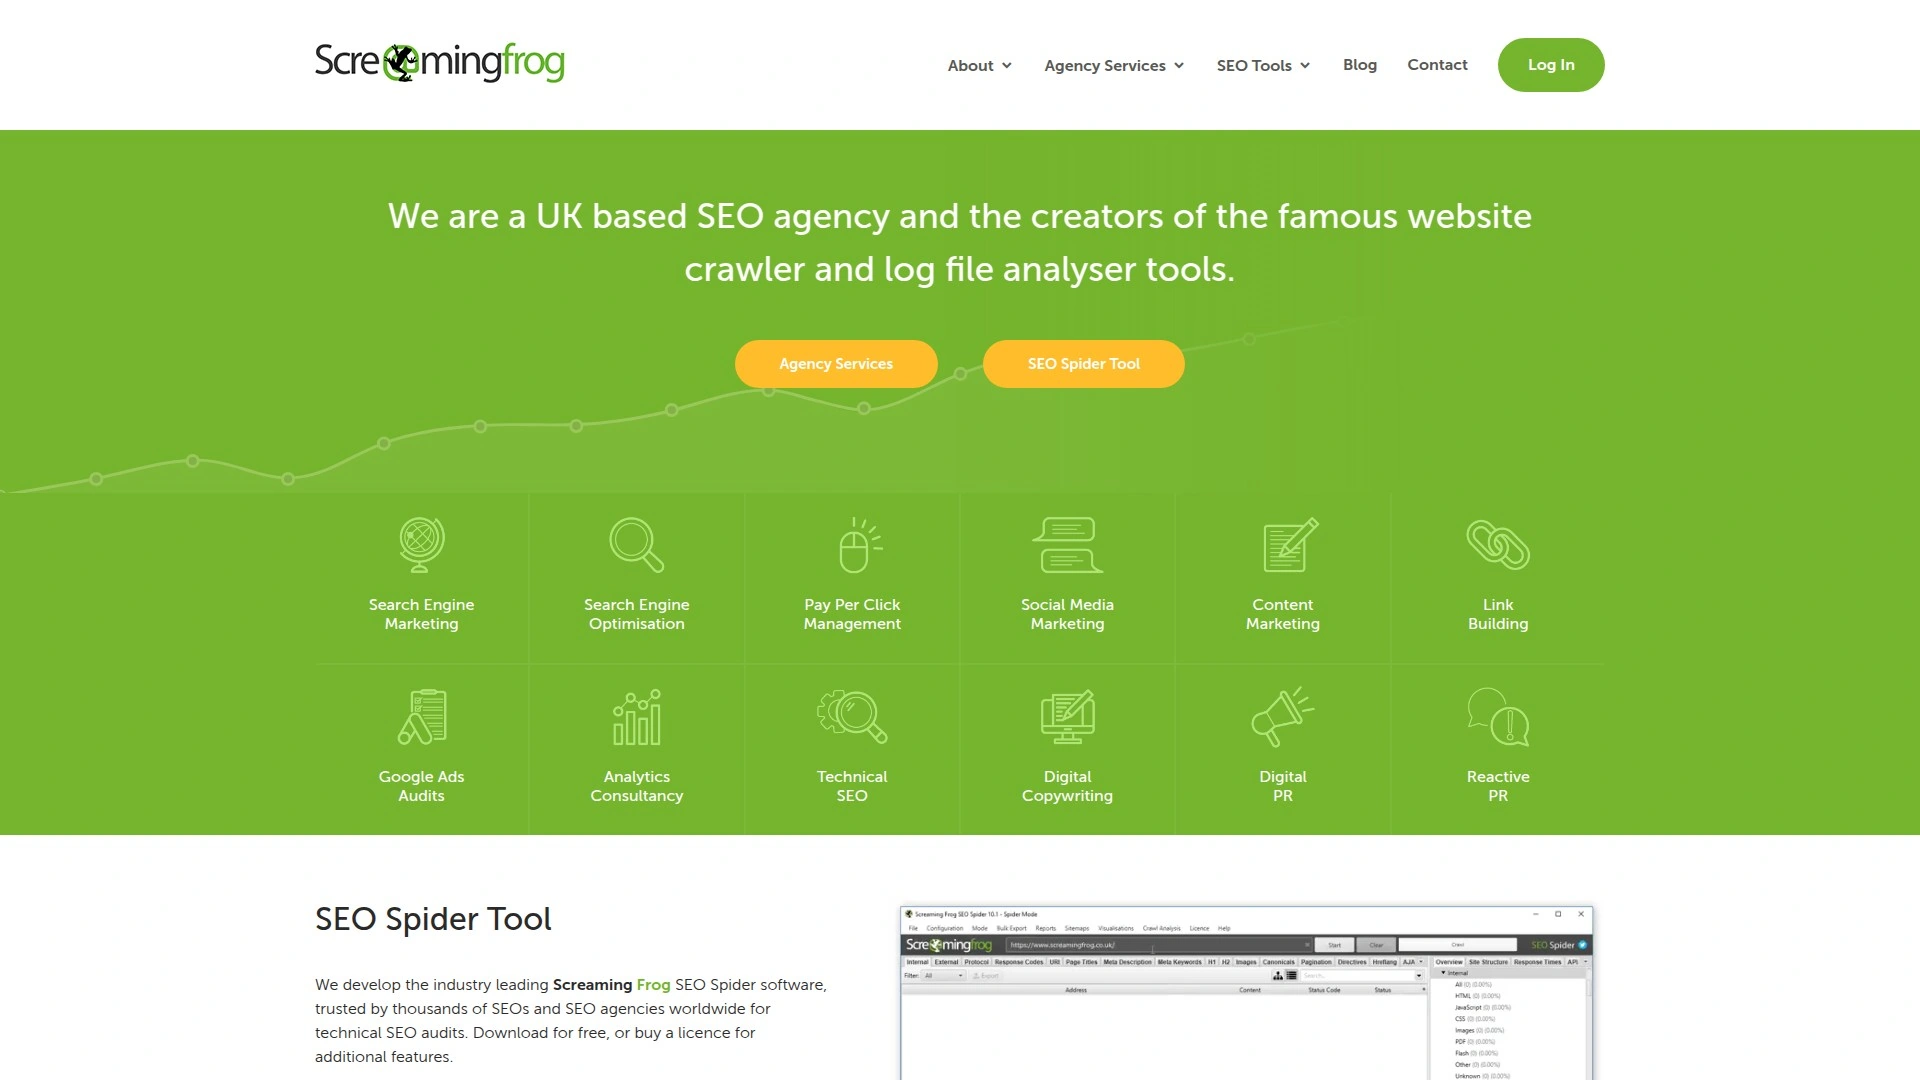 Screamingfrog
About
Agency Services
SEO Tools
Blog
Contact
Log In
We are a UK based SEO agency and the creators of the famous website
crawler and log file analyser tools.
Agency Services
SEO Spider Tool
Search Engine
Marketing
Search Engine
Optimisation
Pay Per Click
Management
Social Media
Marketing
Content
Marketing
Link
Building
Google Ads
Audits
Analytics
Consultancy
Technical
SEO
Digital
Copywriting
Digital
PR
Reactive
PR
SEO Spider Tool
We develop the industry leading Screaming Frog SEO Spider software,
trusted by thousands of SEOs and SEO agencies worldwide for
technical SEO audits. Download for free, or buy a licence for
additional features.
Screaming Frog SEO Spider 10.1 - Spider Mode
File Configuration Mode Bulk Export Reports Sitemaps Visualisations Crawl Analysis Licence Help
Screamingfrog
https://www.screamingfrog.co.uk/
Start
Clear
Crawl
SEO Spider
Internal External Protocol Response Codes URI Page Titles Meta Description Meta Keywords H1 H2 Images Canonicals Pagination Directives Hreflang AJA
Overview Site Structure Response Times API
Filter: All
Export
Search...
Address Content Status Code Status
Internal
All (0) (0.00%)
HTML (0) (0.00%)
JavaScript (0) (0.00%)
CSS (0) (0.00%)
Images (0) (0.00%)
PDF (0) (0.00%)
Flash (0) (0.00%)
Other (0) (0.00%)
Unknown (0) (0.00%)